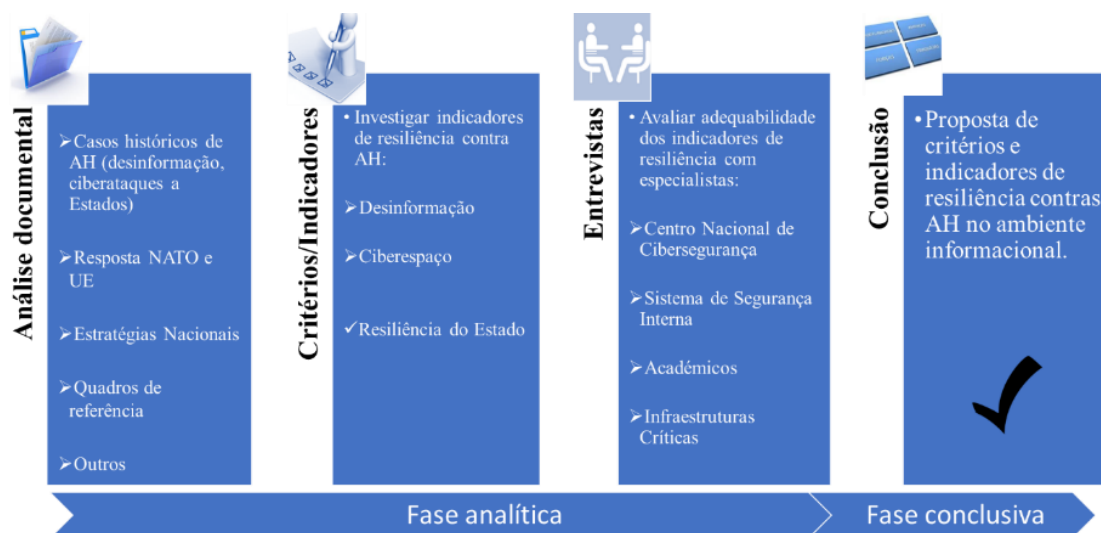 Análise documental
➢Casos históricos de
AH (desinformação,
ciberataques a
Estados)
➢Resposta NATO e
UE
➢Estratégias Nacionais
➢Quadros de
referência
➢Outros
Critérios/Indicadores
• Investigar indicadores
de resiliência contra
AH:
➢Desinformação
➢Ciberespaço
✓Resiliência do Estado
Entrevistas
• Avaliar adequabilidade
dos indicadores de
resiliência com
especialistas:
➢Centro Nacional de
Cibersegurança
➢Sistema de Segurança
Interna
➢Académicos
➢Infraestruturas
Críticas
Conclusão
•Proposta de
critérios e
indicadores de
resiliência contras
AH no ambiente
informacional.
Fase analítica
Fase conclusiva